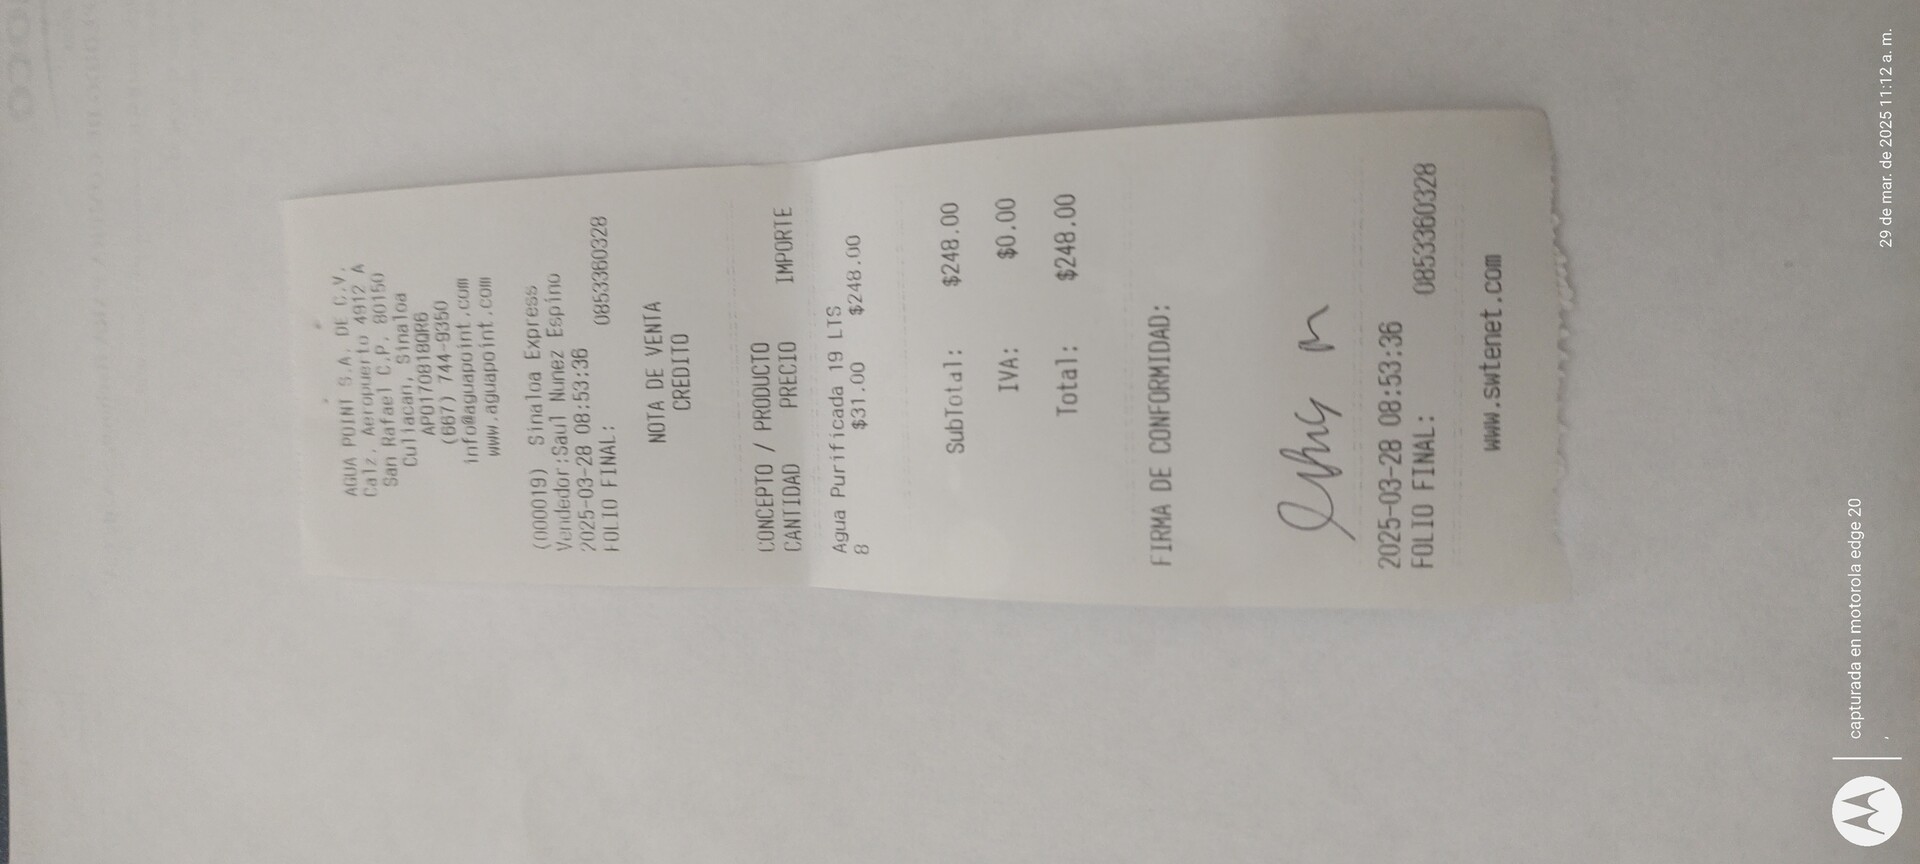 AGUA POINT S.A. DE C.V.
Calz. Aeropuerto 4912 A
San Rafael C.P. 80150
Culiacan, Sinaloa
APO170818QR6
(667) 744-9350
info@aguapoint.com
www.aguapoint.com
(000019) Sinaloa Express
Vendedor:Saul Nunez Espino
2025-03-28 08:53:36
FOLIO FINAL: 0853360328
NOTA DE VENTA
CREDITO
CONCEPTO / PRODUCTO
CANTIDAD PRECIO IMPORTE
Agua Purificada 19 LTS
8 $31.00 $248.00
SubTotal: $248.00
IVA: $0.00
Total: $248.00
FIRMA DE CONFORMIDAD:
2025-03-28 08:53:36
FOLIO FINAL: 0853360328
www.swtenet.com
capturada en motorola edge 20
29 de mar. de 2025 11:12 a. m.